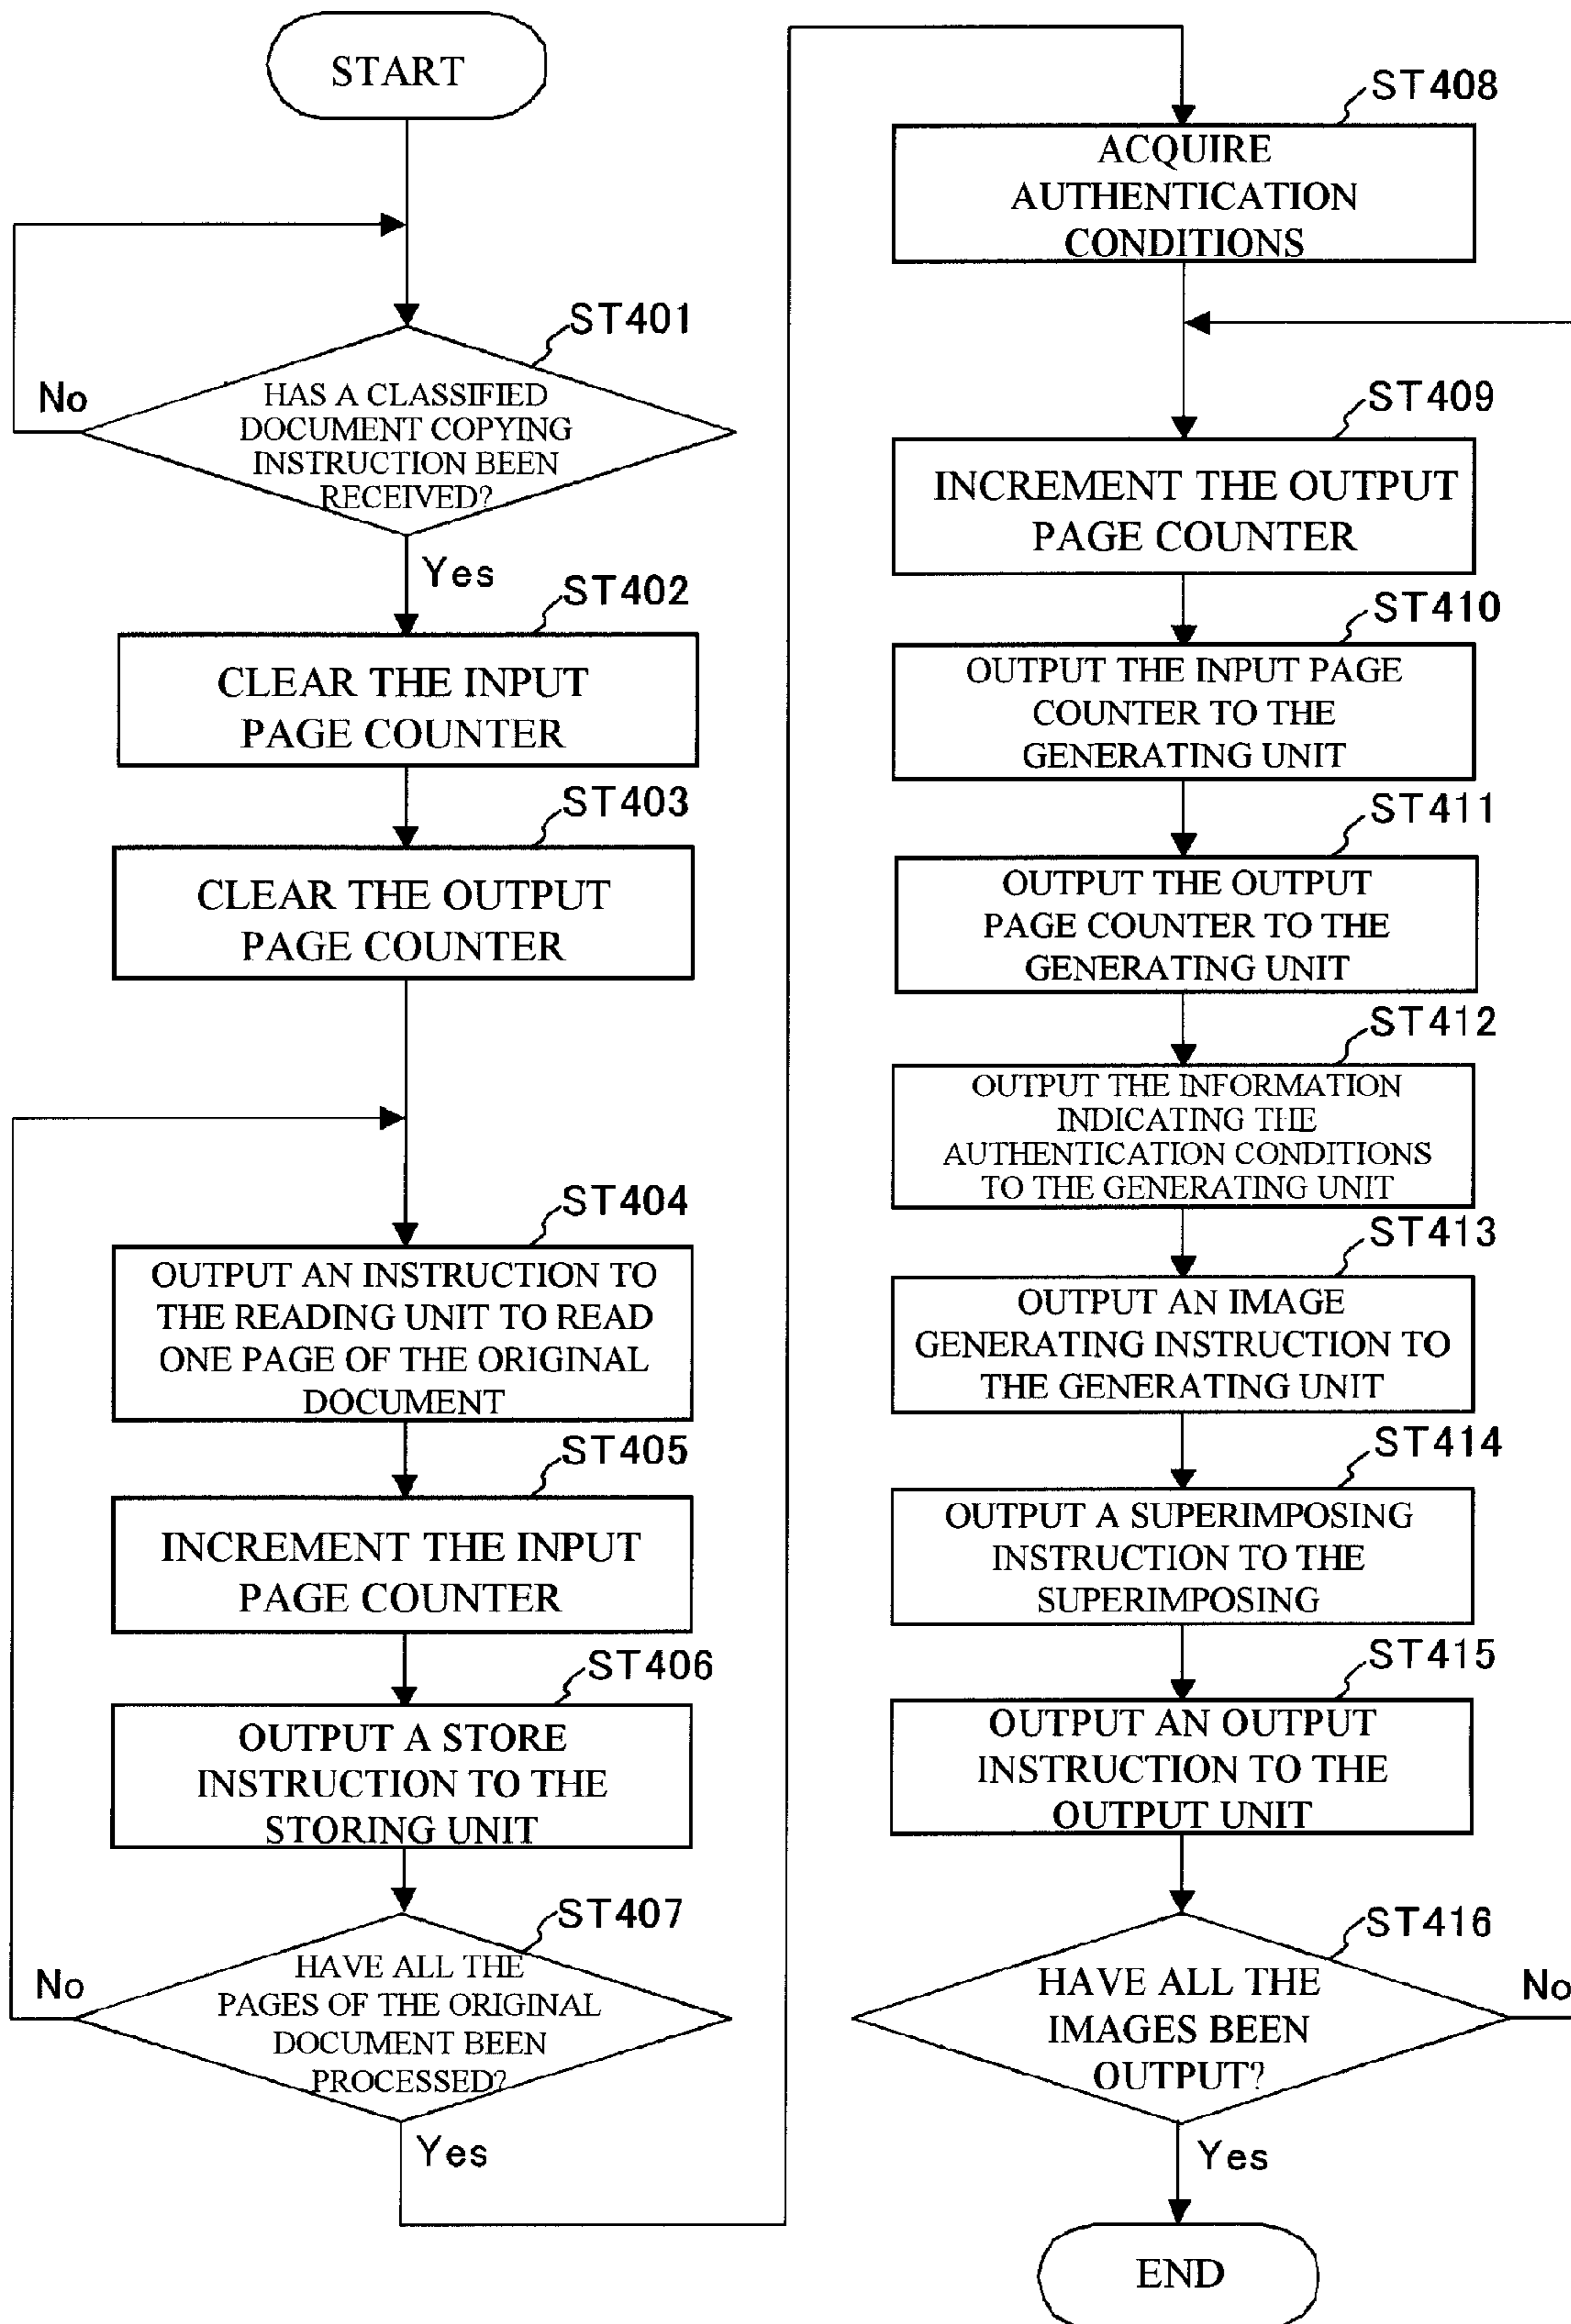 START
ST401
HAS A CLASSIFIED
DOCUMENT COPYING
INSTRUCTION BEEN
RECEIVED?
No
Yes
ST402
CLEAR THE INPUT
PAGE COUNTER
ST403
CLEAR THE OUTPUT
PAGE COUNTER
ST404
OUTPUT AN INSTRUCTION TO
THE READING UNIT TO READ
ONE PAGE OF THE ORIGINAL
DOCUMENT
ST405
INCREMENT THE INPUT
PAGE COUNTER
ST406
OUTPUT A STORE
INSTRUCTION TO THE
STORING UNIT
ST407
HAVE ALL THE
PAGES OF THE ORIGINAL
DOCUMENT BEEN
PROCESSED?
No
Yes
ST408
ACQUIRE
AUTHENTICATION
CONDITIONS
ST409
INCREMENT THE OUTPUT
PAGE COUNTER
ST410
OUTPUT THE INPUT PAGE
COUNTER TO THE
GENERATING UNIT
ST411
OUTPUT THE OUTPUT
PAGE COUNTER TO THE
GENERATING UNIT
ST412
OUTPUT THE INFORMATION
INDICATING THE
AUTHENTICATION CONDITIONS
TO THE GENERATING UNIT
ST413
OUTPUT AN IMAGE
GENERATING INSTRUCTION TO
THE GENERATING UNIT
ST414
OUTPUT A SUPERIMPOSING
INSTRUCTION TO THE
SUPERIMPOSING
ST415
OUTPUT AN OUTPUT
INSTRUCTION TO THE
OUTPUT UNIT
ST416
HAVE ALL THE
IMAGES BEEN
OUTPUT?
No
Yes
END